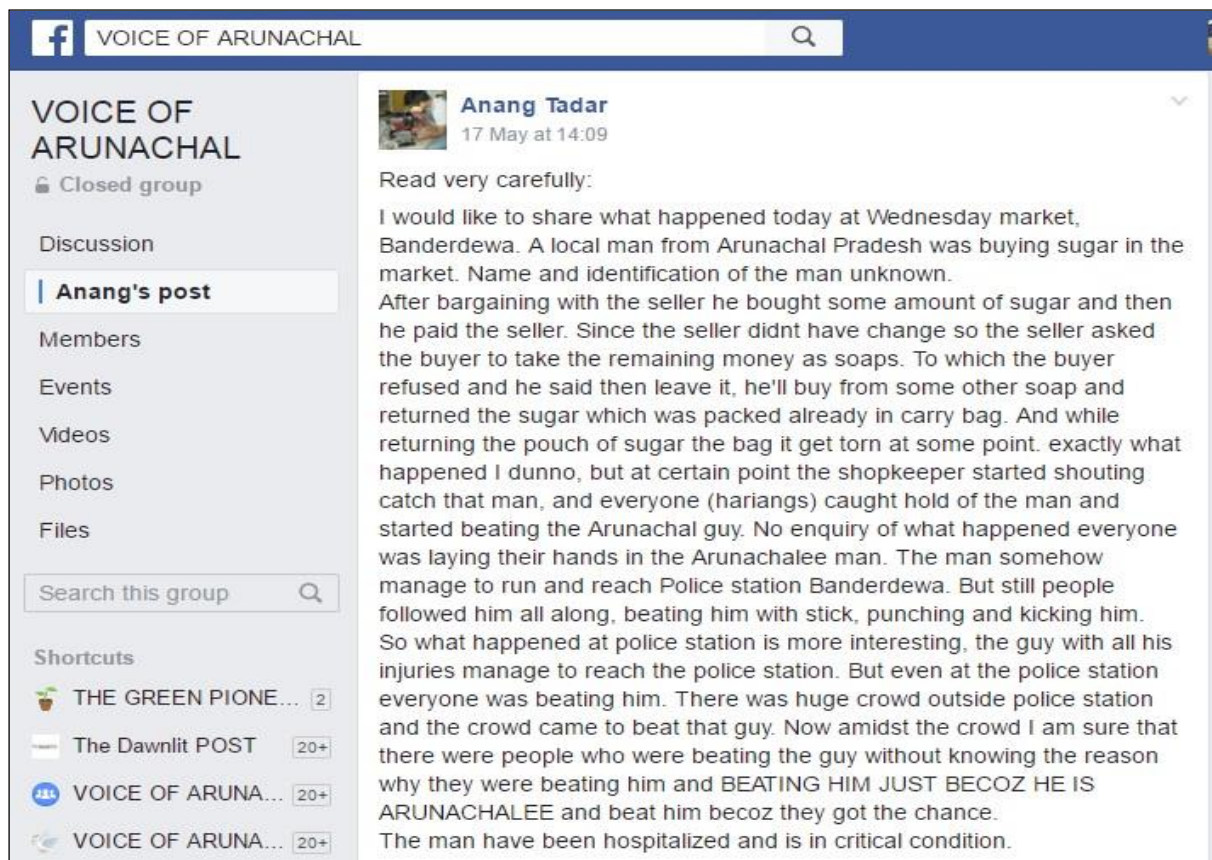 VOICE OF ARUNACHAL
VOICE OF
ARUNACHAL
Closed group
Discussion
Anang's post
Members
Events
Videos
Photos
Files
Search this group
Shortcuts
THE GREEN PIONE... 2
The Dawnlit POST 20+
VOICE OF ARUNA... 20+
VOICE OF ARUNA... 20+
Anang Tadar
17 May at 14:09
Read very carefully:
I would like to share what happened today at Wednesday market,
Banderdewa. A local man from Arunachal Pradesh was buying sugar in the
market. Name and identification of the man unknown.
After bargaining with the seller he bought some amount of sugar and then
he paid the seller. Since the seller didnt have change so the seller asked
the buyer to take the remaining money as soaps. To which the buyer
refused and he said then leave it, he'll buy from some other soap and
returned the sugar which was packed already in carry bag. And while
returning the pouch of sugar the bag it get torn at some point. exactly what
happened I dunno, but at certain point the shopkeeper started shouting
catch that man, and everyone (hariangs) caught hold of the man and
started beating the Arunachal guy. No enquiry of what happened everyone
was laying their hands in the Arunachalee man. The man somehow
manage to run and reach Police station Banderdewa. But still people
followed him all along, beating him with stick, punching and kicking him.
So what happened at police station is more interesting, the guy with all his
injuries manage to reach the police station. But even at the police station
everyone was beating him. There was huge crowd outside police station
and the crowd came to beat that guy. Now amidst the crowd I am sure that
there were people who were beating the guy without knowing the reason
why they were beating him and BEATING HIM JUST BECOZ HE IS
ARUNACHALEE and beat him becoz they got the chance.
The man have been hospitalized and is in critical condition.